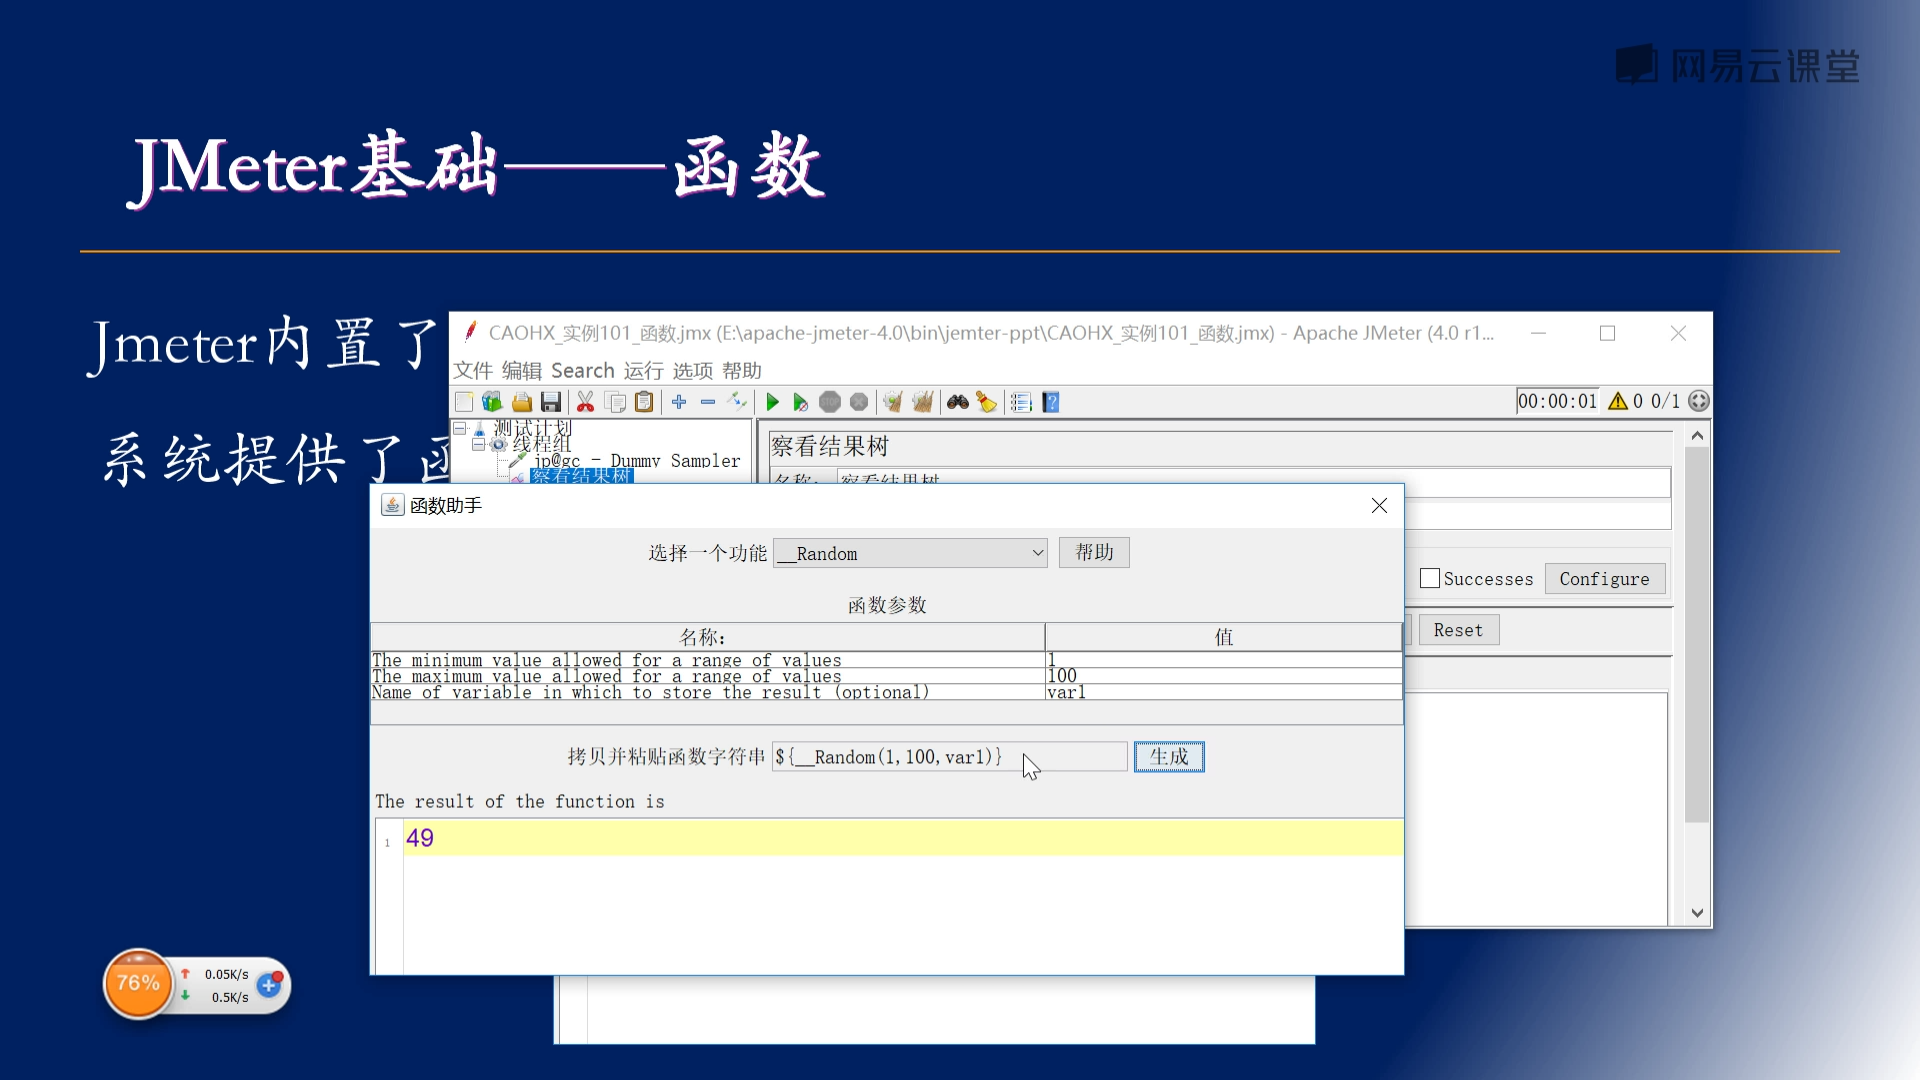 网易云课堂
JMeter基础——函数
Jmeter内置了
系统提供了函
CAOHX_实例101_函数.jmx (E:\apache-jmeter-4.0\bin\jemter-ppt\CAOHX_实例101_函数.jmx) - Apache JMeter (4.0 r1...
文件 编辑 Search 运行 选项 帮助
00:00:01 0 0/1
测试计划
线程组
jp@gc - Dummy Sampler
察看结果树
察看结果树
名称: 察看结果树
函数助手
选择一个功能 __Random 帮助
Successes Configure
函数参数
Reset
名称: 值
The minimum value allowed for a range of values 1
The maximum value allowed for a range of values 100
Name of variable in which to store the result (optional) var1
拷贝并粘贴函数字符串 ${__Random(1,100,var1)} 生成
The result of the function is
1 49
76% 0.05K/s
0.5K/s